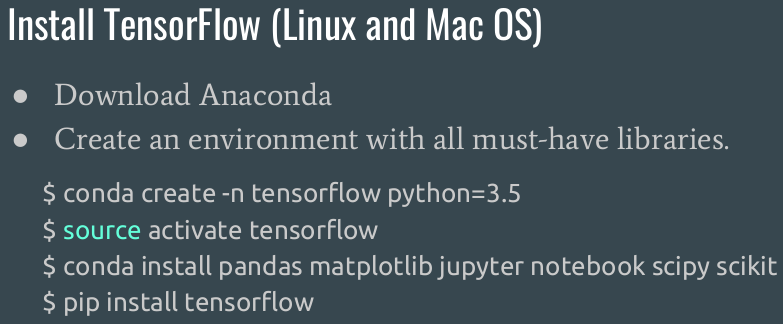 Install TensorFlow (Linux and Mac OS)
● Download Anaconda
● Create an environment with all must-have libraries.
$ conda create -n tensorflow python=3.5
$ source activate tensorflow
$ conda install pandas matplotlib jupyter notebook scipy scikit
$ pip install tensorflow